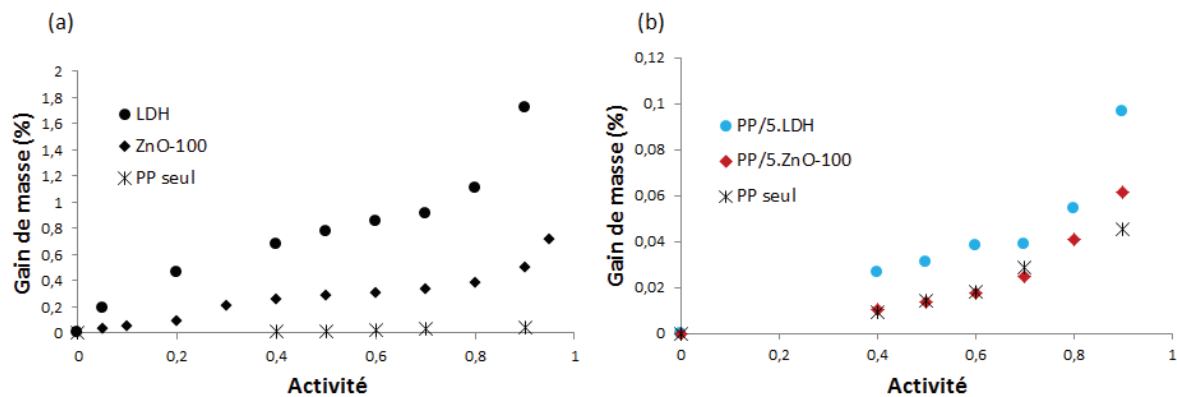 (a)
Gain de masse (%)
2
1,8
1,6
1,4
1,2
1
0,8
0,6
0,4
0,2
0
LDH
ZnO-100
PP seul
0
0,2
0,4
0,6
0,8
1
Activité
(b)
Gain de masse (%)
0,12
0,1
0,08
0,06
0,04
0,02
0
PP/5.LDH
PP/5.ZnO-100
PP seul
0
0,2
0,4
0,6
0,8
1
Activité